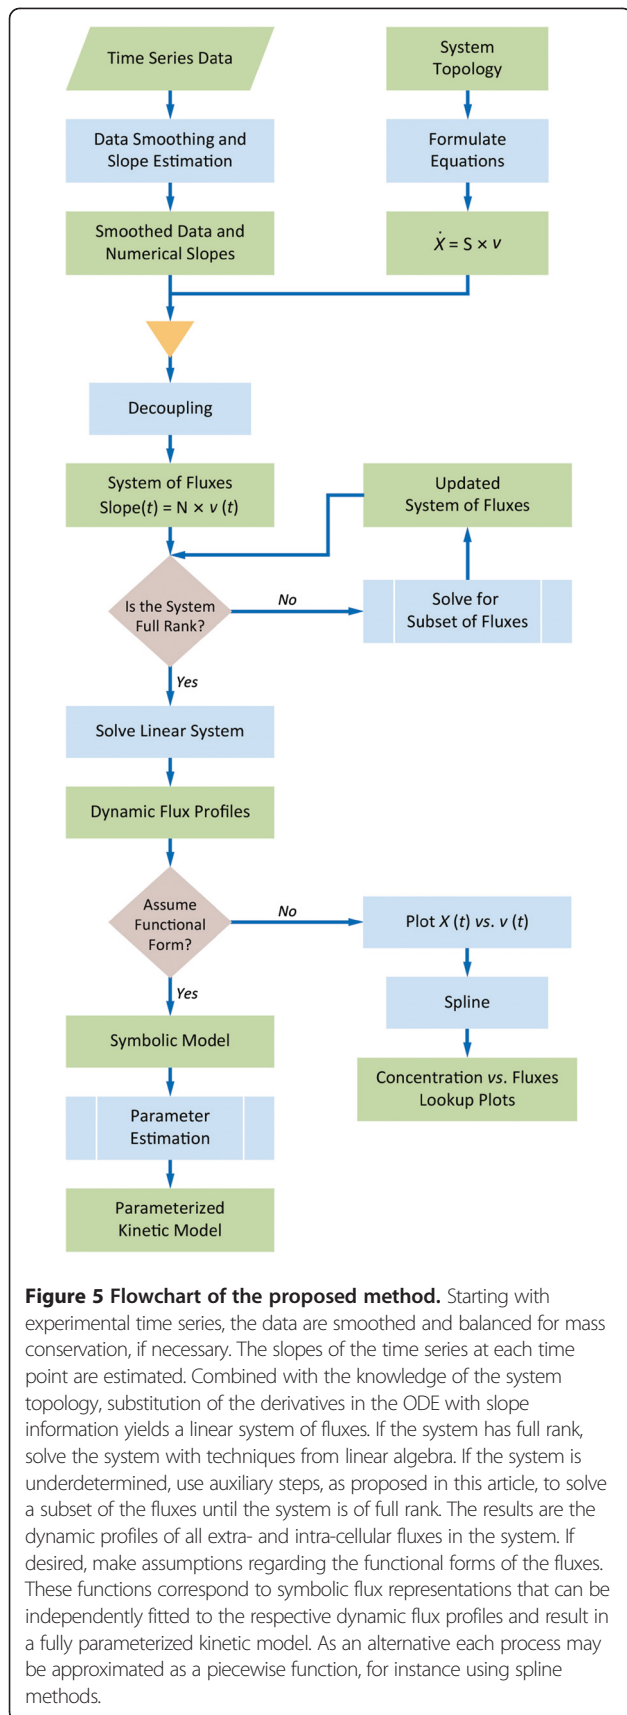 Time Series Data
System
Topology
Data Smoothing and
Slope Estimation
Formulate
Equations
Smoothed Data and
Numerical Slopes
Ẋ = S × v
Decoupling
System of Fluxes
Slope(t) = N × v (t)
Updated
System of Fluxes
Is the System
Full Rank?
No
Solve for
Subset of Fluxes
Yes
Solve Linear System
Dynamic Flux Profiles
Assume
Functional
Form?
No
Plot X (t) vs. v (t)
Yes
Spline
Symbolic Model
Concentration vs. Fluxes
Lookup Plots
Parameter
Estimation
Parameterized
Kinetic Model
Figure 5 Flowchart of the proposed method. Starting with
experimental time series, the data are smoothed and balanced for mass
conservation, if necessary. The slopes of the time series at each time
point are estimated. Combined with the knowledge of the system
topology, substitution of the derivatives in the ODE with slope
information yields a linear system of fluxes. If the system has full rank,
solve the system with techniques from linear algebra. If the system is
underdetermined, use auxiliary steps, as proposed in this article, to solve
a subset of the fluxes until the system is of full rank. The results are the
dynamic profiles of all extra- and intra-cellular fluxes in the system. If
desired, make assumptions regarding the functional forms of the fluxes.
These functions correspond to symbolic flux representations that can be
independently fitted to the respective dynamic flux profiles and result in
a fully parameterized kinetic model. As an alternative each process may
be approximated as a piecewise function, for instance using spline
methods.